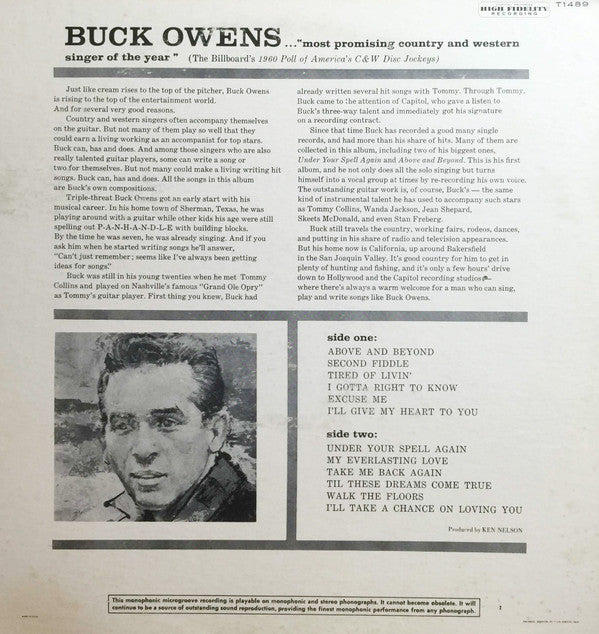 HIGH FIDELITY
RECORDING
T1489
BUCK OWENS ..."most promising country and western
singer of the year" (The Billboard's 1960 Poll of America's C&W Disc Jockeys)
Just like cream rises to the top of the pitcher, Buck Owens
is rising to the top of the entertainment world.
And for several very good reasons.
Country and western singers often accompany themselves
on the guitar. But not many of them play so well that they
could earn a living working as an accompanist for top stars.
Buck can, has and does. And among those singers who are also
really talented guitar players, some can write a song or
two for themselves. But not many could make a living writing hit
songs. Buck can, has and does. All the songs in this album
are Buck's own compositions.
Triple-threat Buck Owens got an early start with his
musical career. In his home town of Sherman, Texas, he was
playing around with a guitar while other kids his age were still
spelling out P-A-N-H-A-N-D-L-E with building blocks.
By the time he was seven, he was already singing. And if you
ask him when he started writing songs he'll answer,
"Can't just remember; seems like I've always been getting
ideas for songs."
Buck was still in his young twenties when he met Tommy
Collins and played on Nashville's famous "Grand Ole Opry"
as Tommy's guitar player. First thing you knew, Buck had
already written several hit songs with Tommy. Through Tommy,
Buck came to the attention of Capitol, who gave a listen to
Buck's three-way talent and immediately got his signature
on a recording contract.
Since that time Buck has recorded a good many single
records, and had more than his share of hits. Many of them are
collected in this album, including two of his biggest ones,
Under Your Spell Again and Above and Beyond. This is his first
album, and he not only does all the solo singing but turns
himself into a vocal group at times by re-recording his own voice.
The outstanding guitar work is, of course, Buck's — the same
kind of instrumental talent he has used to accompany such stars
as Tommy Collins, Wanda Jackson, Jean Shepard,
Skeets McDonald, and even Stan Freberg.
Buck still travels the country, working fairs, rodeos, dances,
and putting in his share of radio and television appearances.
But his home now is California, up around Bakersfield
in the San Joaquin Valley. It's good country for him to get in
plenty of hunting and fishing, and it's only a few hours' drive
down to Hollywood and the Capitol recording studios —
where there's always a warm welcome for a man who can sing,
play and write songs like Buck Owens.
side one:
ABOVE AND BEYOND
SECOND FIDDLE
TIRED OF LIVIN'
I GOTTA RIGHT TO KNOW
EXCUSE ME
I'LL GIVE MY HEART TO YOU
side two:
UNDER YOUR SPELL AGAIN
MY EVERLASTING LOVE
TAKE ME BACK AGAIN
TIL THESE DREAMS COME TRUE
WALK THE FLOORS
I'LL TAKE A CHANCE ON LOVING YOU
Produced by KEN NELSON
This monophonic microgroove recording is playable on monophonic and stereo phonographs. It cannot become obsolete. It will
continue to be a source of outstanding sound reproduction, providing the finest monophonic performance from any phonograph.